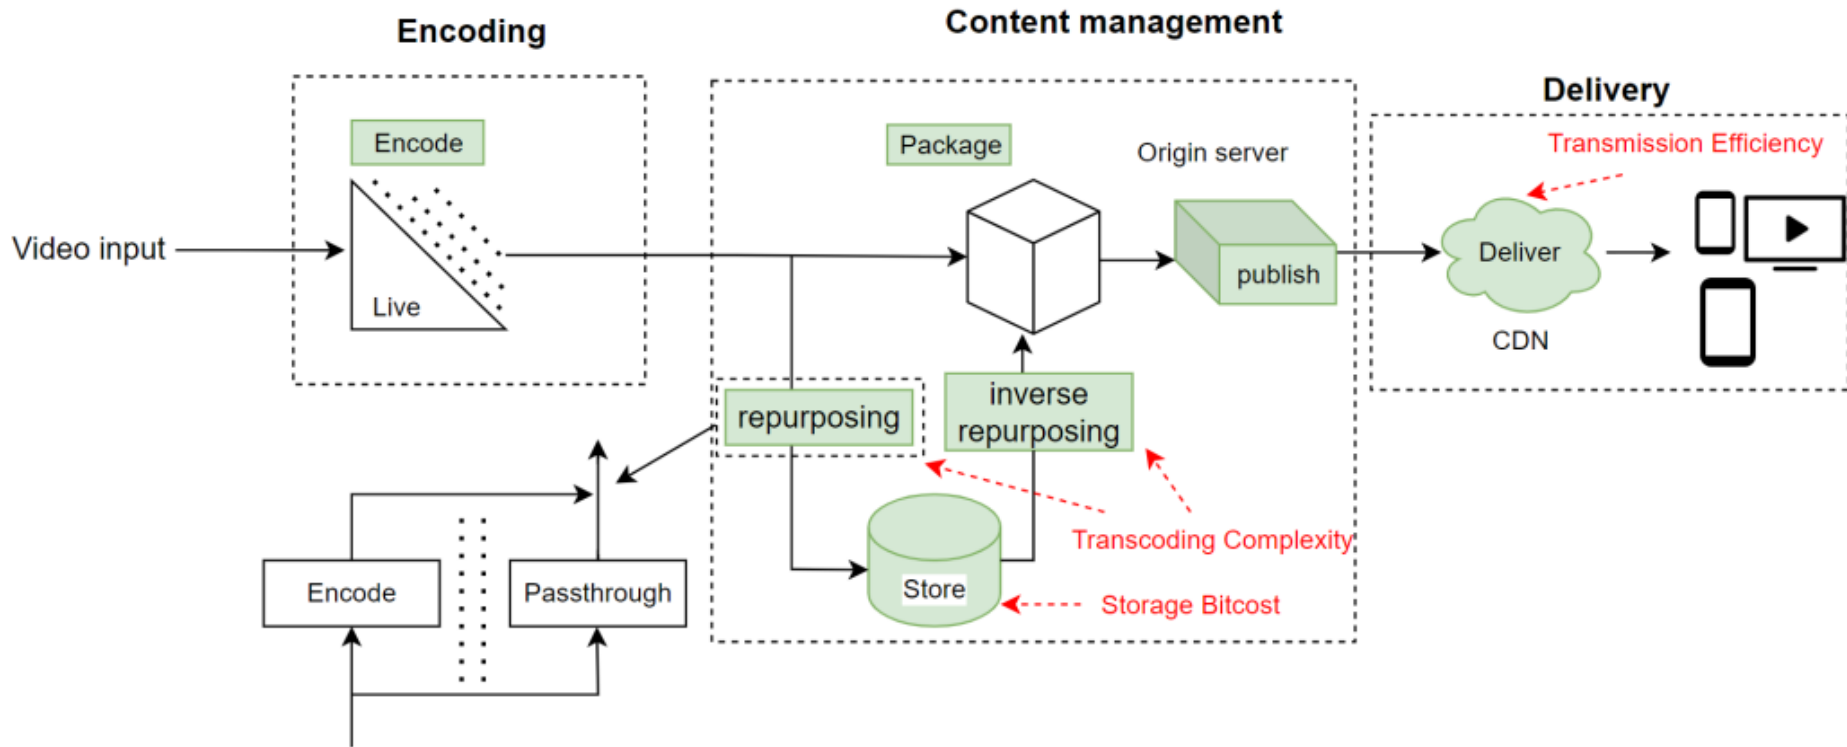 Encoding
Content management
Delivery
Encode
Package
Origin server
Transmission Efficiency
Video input
Live
publish
Deliver
CDN
repurposing
inverse
repurposing
Transcoding Complexity
Encode
Passthrough
Store
Storage Bitcost